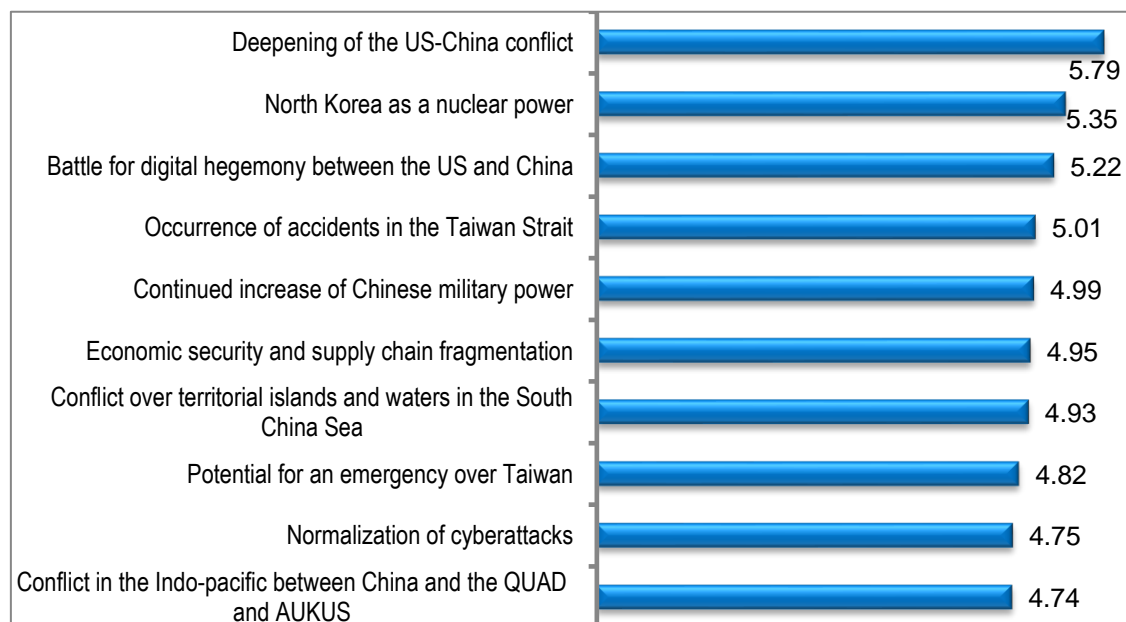 Deepening of the US-China conflict
5.79
North Korea as a nuclear power
5.35
Battle for digital hegemony between the US and China
5.22
Occurrence of accidents in the Taiwan Strait
5.01
Continued increase of Chinese military power
4.99
Economic security and supply chain fragmentation
4.95
Conflict over territorial islands and waters in the South
China Sea
4.93
Potential for an emergency over Taiwan
4.82
Normalization of cyberattacks
4.75
Conflict in the Indo-pacific between China and the QUAD
and AUKUS
4.74